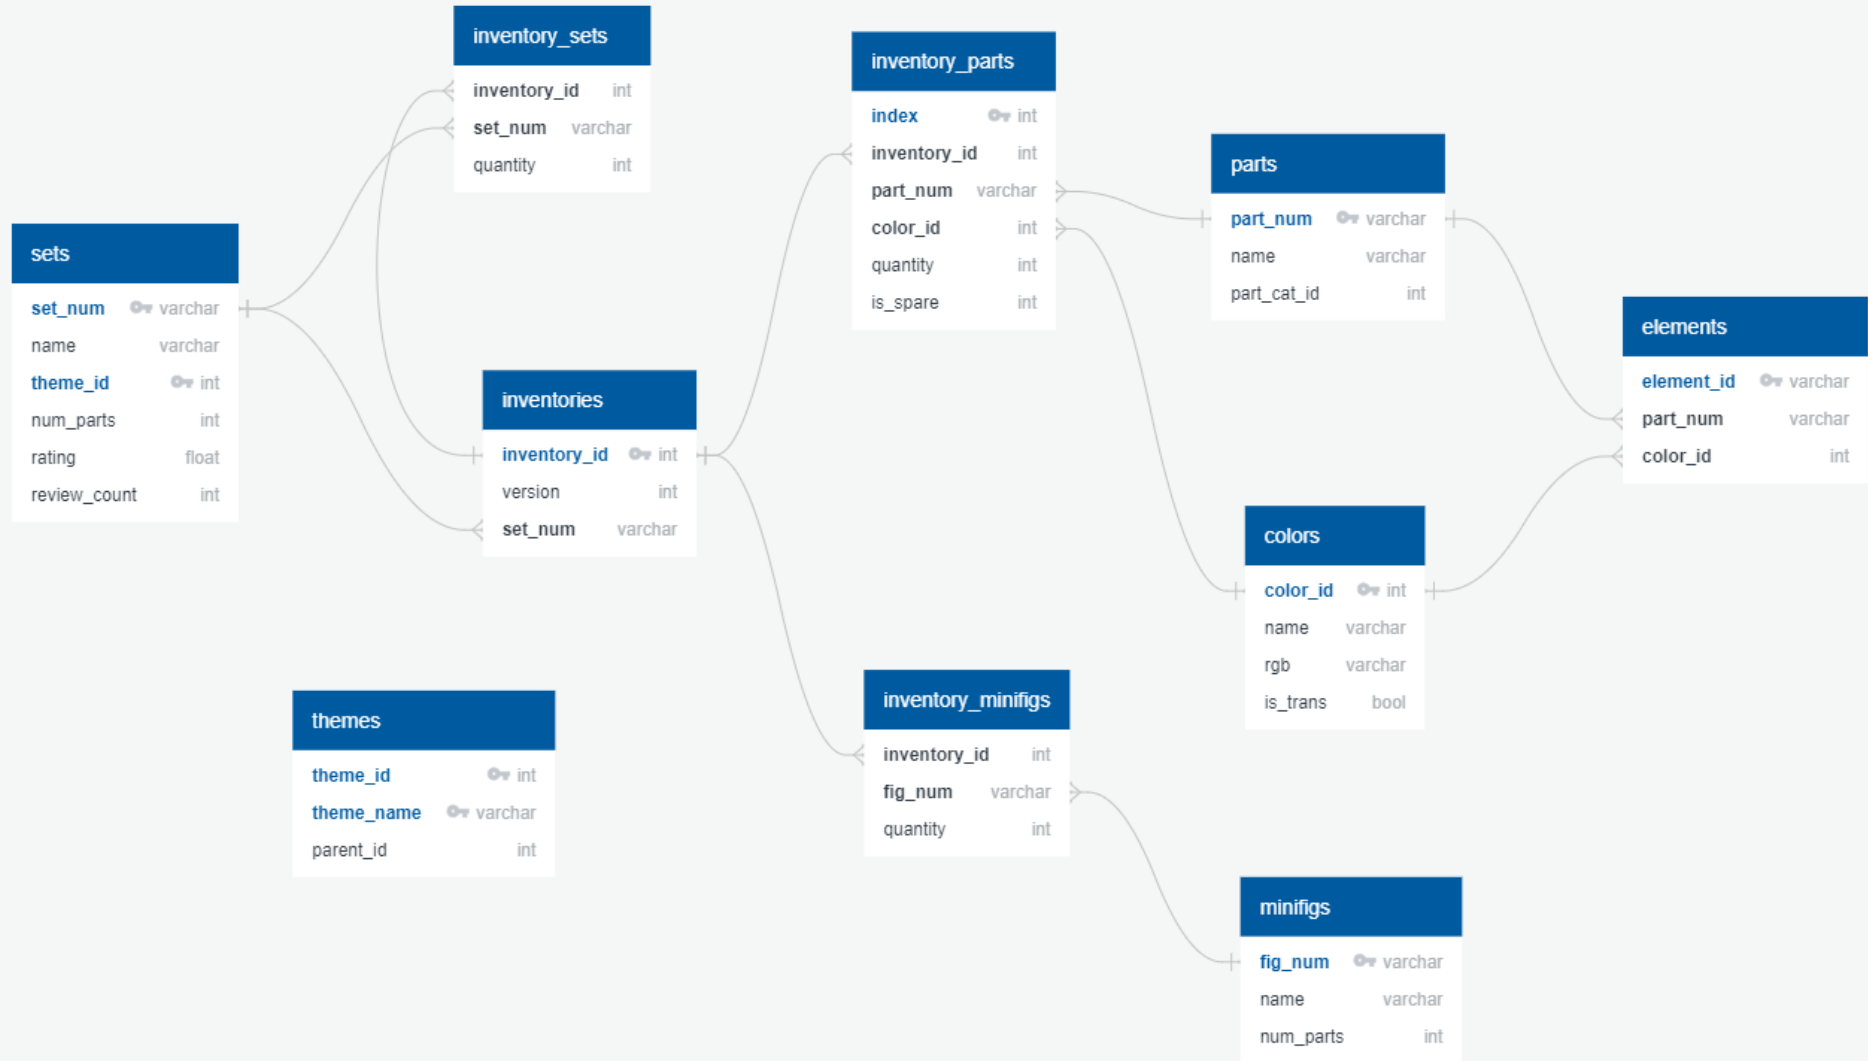 inventory_sets
inventory_id int
set_num varchar
quantity int
inventory_parts
index int
inventory_id int
part_num varchar
color_id int
quantity int
is_spare int
parts
part_num varchar
name varchar
part_cat_id int
sets
set_num varchar
name varchar
theme_id int
num_parts int
rating float
review_count int
elements
element_id varchar
part_num varchar
color_id int
inventories
inventory_id int
version int
set_num varchar
colors
color_id int
name varchar
rgb varchar
is_trans bool
themes
theme_id int
theme_name varchar
parent_id int
inventory_minifigs
inventory_id int
fig_num varchar
quantity int
minifigs
fig_num varchar
name varchar
num_parts int